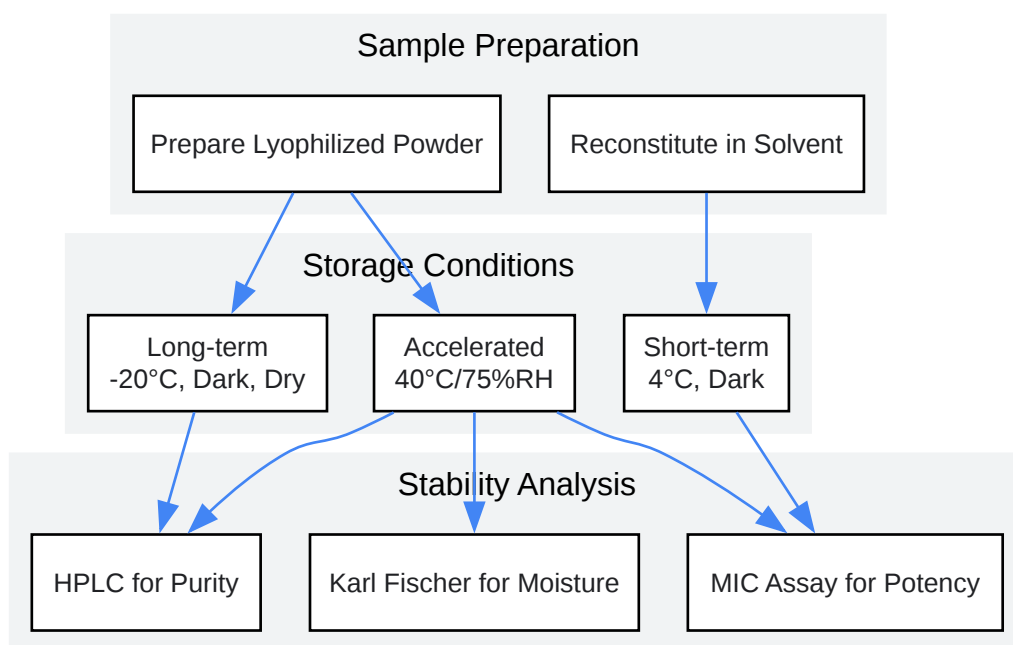 Sample Preparation
Prepare Lyophilized Powder
Reconstitute in Solvent
Storage Conditions
Long-term
-20°C, Dark, Dry
Accelerated
40°C/75%RH
Short-term
4°C, Dark
Stability Analysis
HPLC for Purity
Karl Fischer for Moisture
MIC Assay for Potency